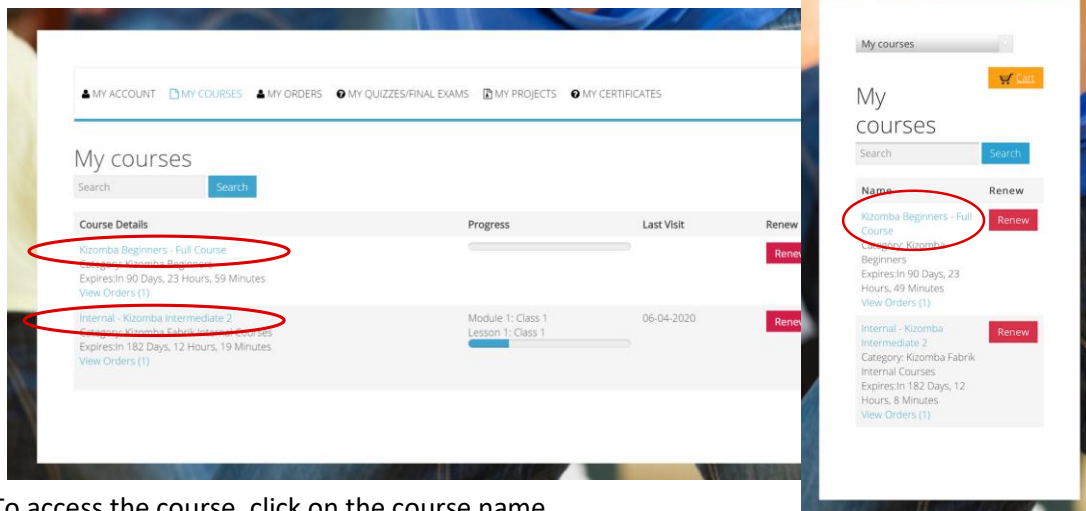 MY ACCOUNT MY COURSES MY ORDERS MY QUIZZES/FINAL EXAMS MY PROJECTS MY CERTIFICATES
My courses
Search Search
Course Details Progress Last Visit Renew
Kizomba Beginners - Full Course
Category: Kizomba Beginners
Expires:In 90 Days, 23 Hours, 59 Minutes
View Orders (1)
Internal - Kizomba Intermediate 2 Module 1: Class 1 06-04-2020
Category: Kizomba Fabrik Internal Courses Lesson 1: Class 1
Expires:In 182 Days, 12 Hours, 19 Minutes
View Orders (1)
To access the course, click on the course name
My courses
Cart
My
courses
Search Search
Name Renew
Kizomba Beginners - Full Renew
Course
Category: Kizomba
Beginners
Expires:In 90 Days, 23
Hours, 49 Minutes
View Orders (1)
Internal - Kizomba Renew
Intermediate 2
Category: Kizomba Fabrik
Internal Courses
Expires:In 182 Days, 12
Hours, 8 Minutes
View Orders (1)